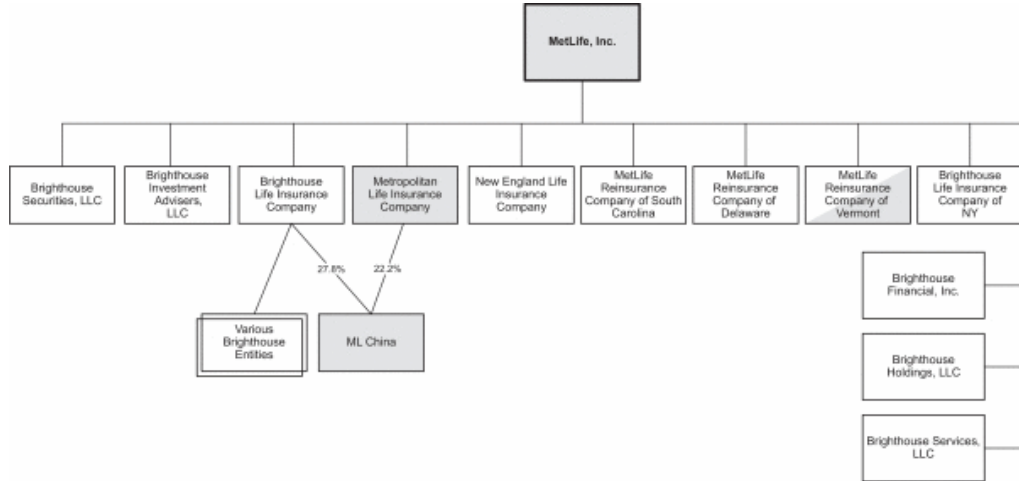 MetLife, Inc.
Brighthouse
Securities, LLC
Brighthouse
Investment
Advisers,
LLC
Brighthouse
Life Insurance
Company
Metropolitan
Life Insurance
Company
New England Life
Insurance
Company
MetLife
Reinsurance
Company of South
Carolina
MetLife
Reinsurance
Company of
Delaware
MetLife
Reinsurance
Company of
Vermont
Brighthouse
Life Insurance
Company of
NY
27.8%
22.2%
Various
Brighthouse
Entities
ML China
Brighthouse
Financial, Inc.
Brighthouse
Holdings, LLC
Brighthouse Services,
LLC